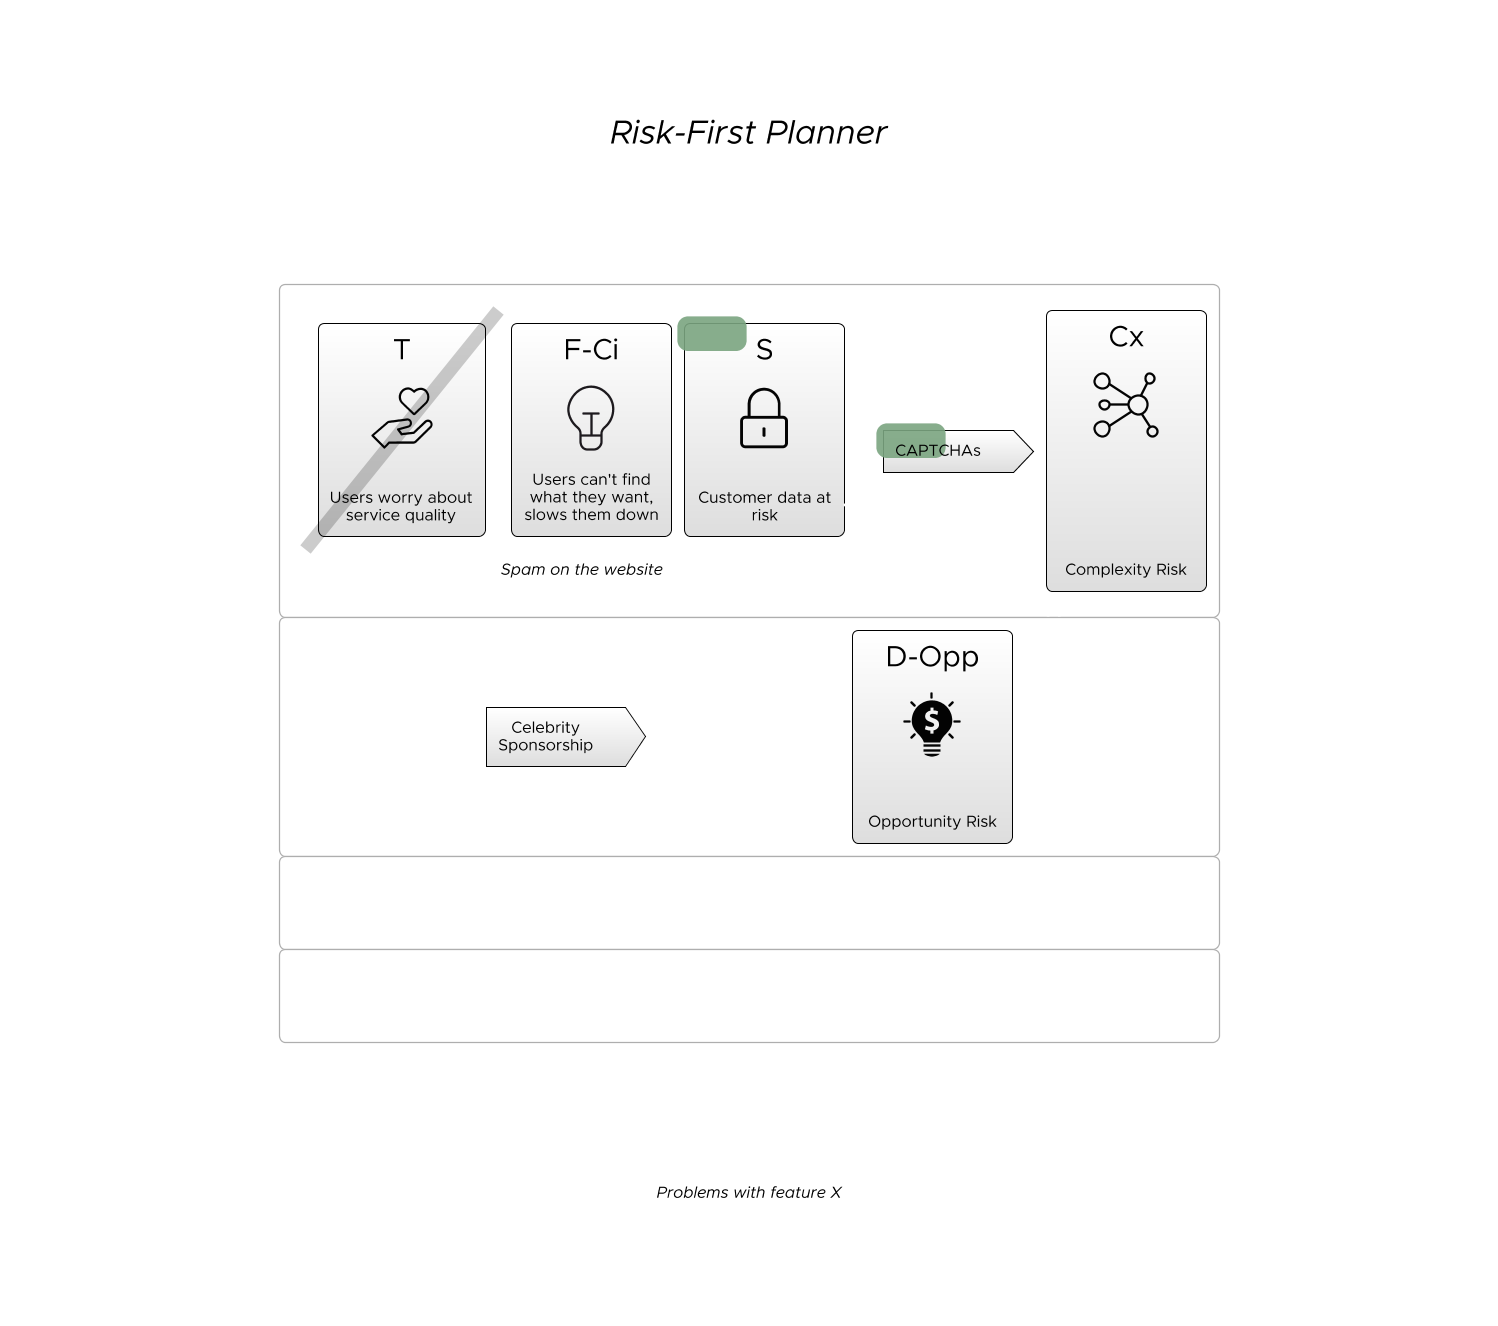 Risk-First Planner
T
Users worry about
service quality
F-Ci
Users can't find
what they want,
slows them down
S
Customer data at
risk
Spam on the website
CAPTCHAs
Cx
Complexity Risk
Celebrity
Sponsorship
D-Opp
$
Opportunity Risk
Problems with feature X